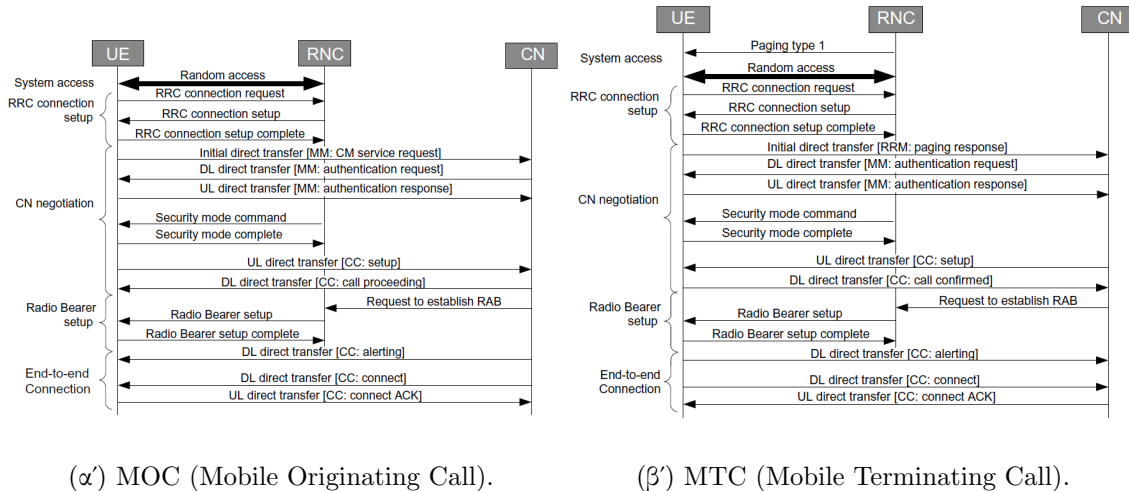 UE
RNC
CN
System access
Random access
RRC connection
setup
RRC connection request
RRC connection setup
RRC connection setup complete
CN negotiation
Initial direct transfer [MM: CM service request]
DL direct transfer [MM: authentication request]
UL direct transfer [MM: authentication response]
Security mode command
Security mode complete
UL direct transfer [CC: setup]
DL direct transfer [CC: call proceeding]
Radio Bearer
setup
Request to establish RAB
Radio Bearer setup
Radio Bearer setup complete
End-to-end
Connection
DL direct transfer [CC: alerting]
DL direct transfer [CC: connect]
UL direct transfer [CC: connect ACK]
(α′) MOC (Mobile Originating Call).
UE
RNC
CN
System access
Paging type 1
Random access
RRC connection
setup
RRC connection request
RRC connection setup
RRC connection setup complete
CN negotiation
Initial direct transfer [RRM: paging response]
DL direct transfer [MM: authentication request]
UL direct transfer [MM: authentication response]
Security mode command
Security mode complete
UL direct transfer [CC: setup]
DL direct transfer [CC: call confirmed]
Radio Bearer
setup
Request to establish RAB
Radio Bearer setup
Radio Bearer setup complete
End-to-end
Connection
DL direct transfer [CC: alerting]
DL direct transfer [CC: connect]
UL direct transfer [CC: connect ACK]
(β′) MTC (Mobile Terminating Call).